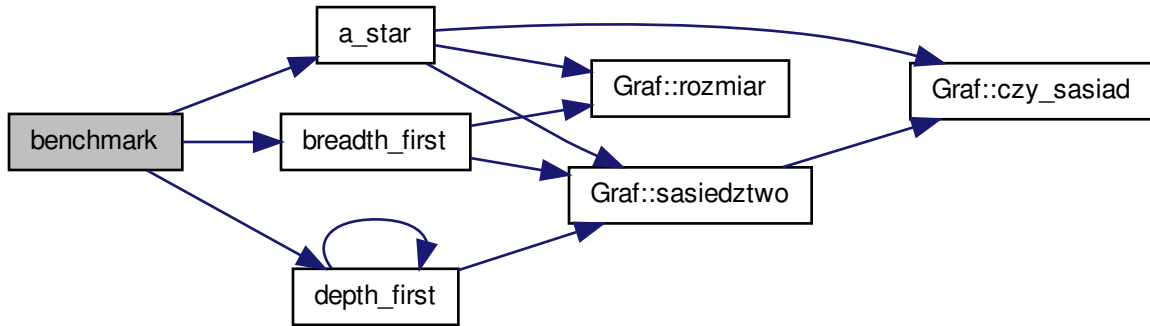 a_star
Graf::rozmiar
Graf::czy_sasiad
benchmark
breadth_first
Graf::sasiedztwo
depth_first